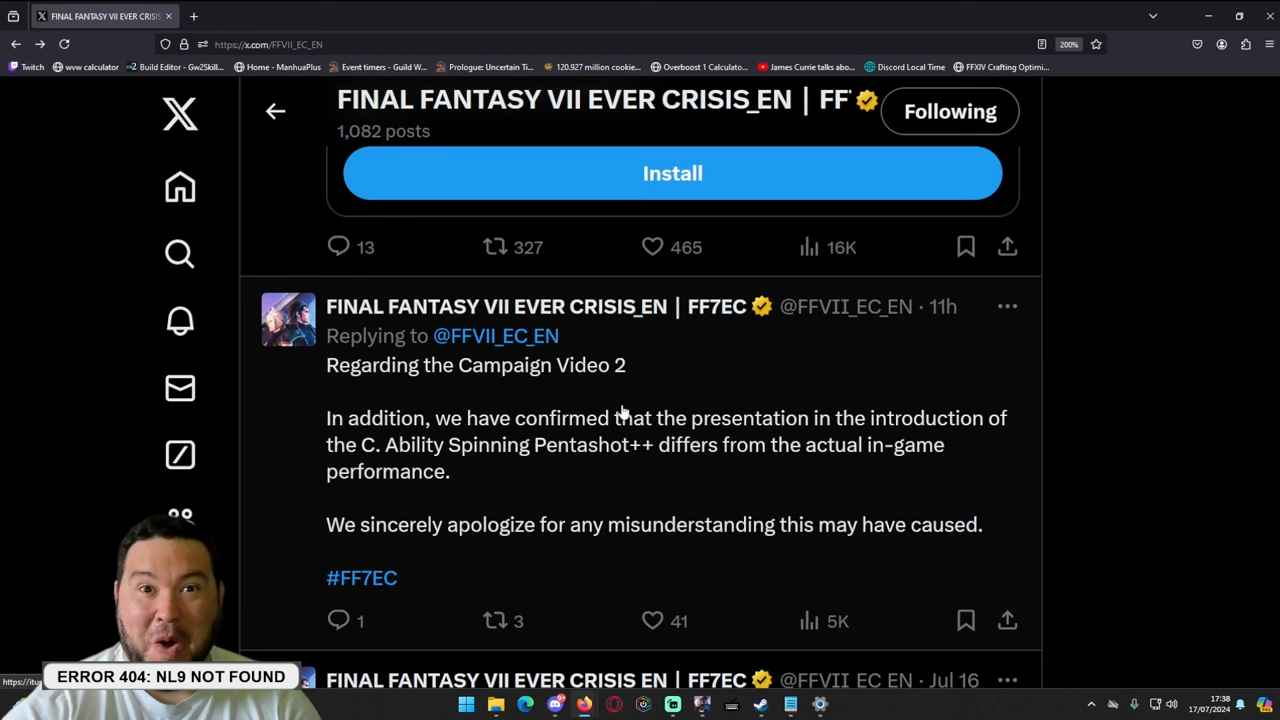 FINAL FANTASY VII EVER CRISIS
https://x.com/FFVII_EC_EN
200%
Twitch
wvw calculator
Build Editor - Gw2Skill...
Home - ManhuaPlus
Event timers - Guild W...
Prologue: Uncertain Ti...
120.927 million cookie...
Overboost 1 Calculato...
James Currie talks abo...
Discord Local Time
FFXIV Crafting Optimi...
FINAL FANTASY VII EVER CRISIS_EN | FF
1,082 posts
Following
Install
13
327
465
16K
FINAL FANTASY VII EVER CRISIS_EN | FF7EC @FFVII_EC_EN · 11h
Replying to @FFVII_EC_EN
Regarding the Campaign Video 2
In addition, we have confirmed that the presentation in the introduction of
the C. Ability Spinning Pentashot++ differs from the actual in-game
performance.
We sincerely apologize for any misunderstanding this may have caused.
#FF7EC
1
3
41
5K
FINAL FANTASY VII EVER CRISIS_EN | FF7EC @FFVII_EC_EN · Jul 16
ERROR 404: NL9 NOT FOUND
17:38
17/07/2024